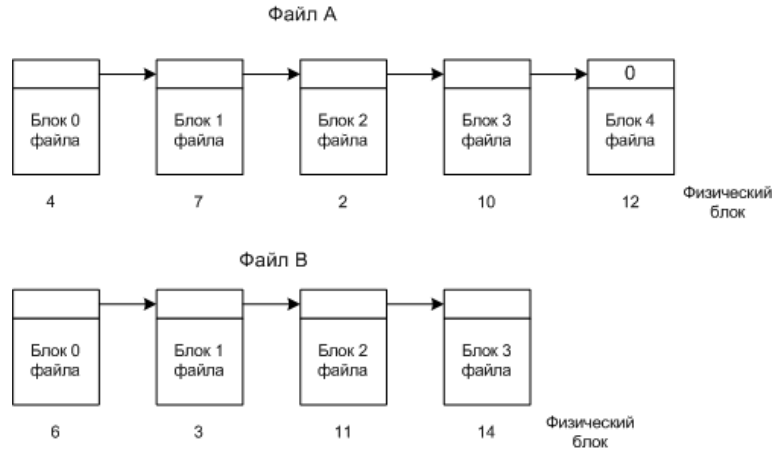 Файл А
0
Блок 0 Блок 1 Блок 2 Блок 3 Блок 4
файла файла файла файла файла
4 7 2 10 12 Физический
блок
Файл В
Блок 0 Блок 1 Блок 2 Блок 3
файла файла файла файла
6 3 11 14 Физический
блок